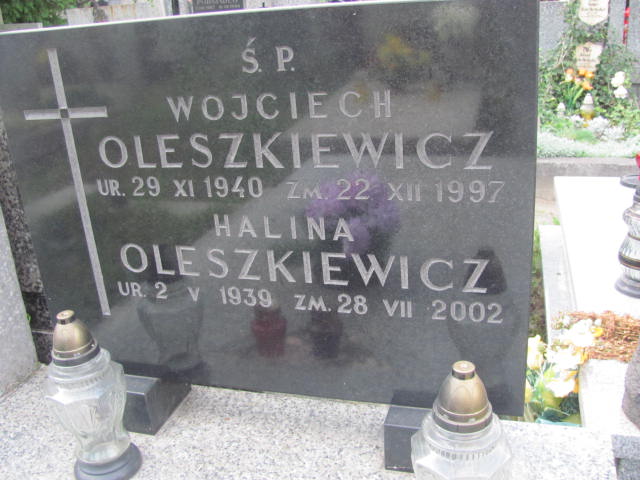 Ś. P.
WOJCIECH
OLESZKIEWICZ
UR. 29 XI 1940 ZM. 22 XII 1997
HALINA
OLESZKIEWICZ
UR. 2 V 1939 ZM. 28 VII 2002